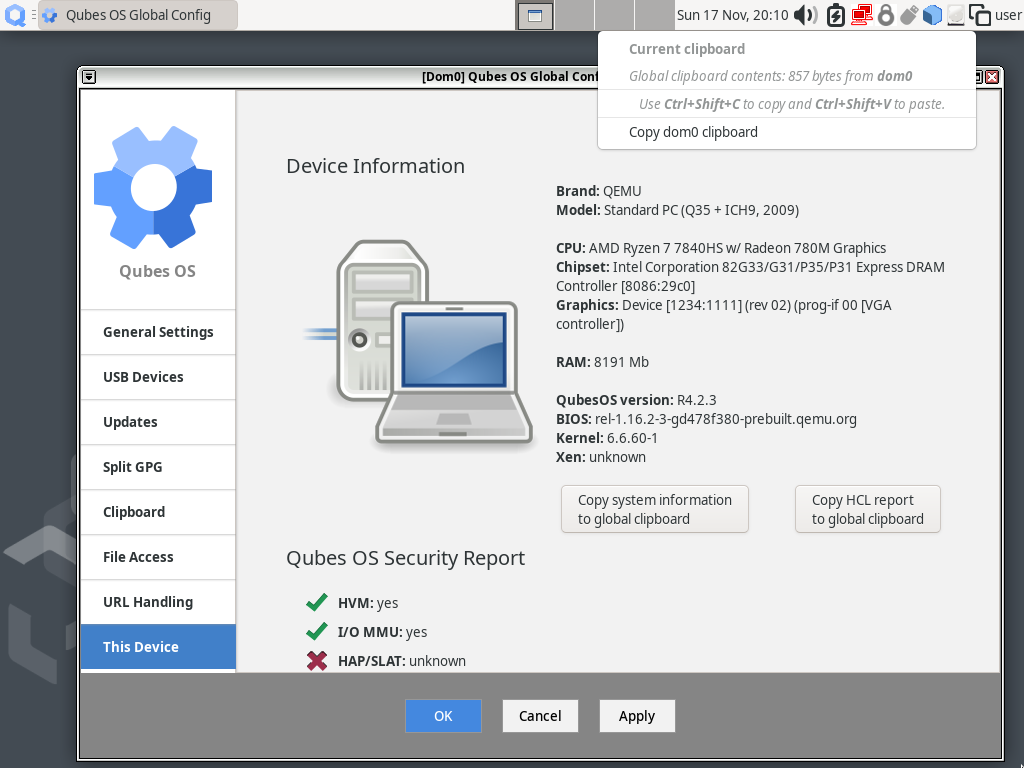 Qubes OS Global Config
Sun 17 Nov, 20:10
user
Current clipboard
Global clipboard contents: 857 bytes from dom0
Use Ctrl+Shift+C to copy and Ctrl+Shift+V to paste.
Copy dom0 clipboard
[Dom0] Qubes OS Global Conf
Qubes OS
General Settings
USB Devices
Updates
Split GPG
Clipboard
File Access
URL Handling
This Device
Device Information
Brand: QEMU
Model: Standard PC (Q35 + ICH9, 2009)
CPU: AMD Ryzen 7 7840HS w/ Radeon 780M Graphics
Chipset: Intel Corporation 82G33/G31/P35/P31 Express DRAM
Controller [8086:29c0]
Graphics: Device [1234:1111] (rev 02) (prog-if 00 [VGA
controller])
RAM: 8191 Mb
QubesOS version: R4.2.3
BIOS: rel-1.16.2-3-gd478f380-prebuilt.qemu.org
Kernel: 6.6.60-1
Xen: unknown
Copy system information
to global clipboard
Copy HCL report
to global clipboard
Qubes OS Security Report
HVM: yes
I/O MMU: yes
HAP/SLAT: unknown
OK
Cancel
Apply